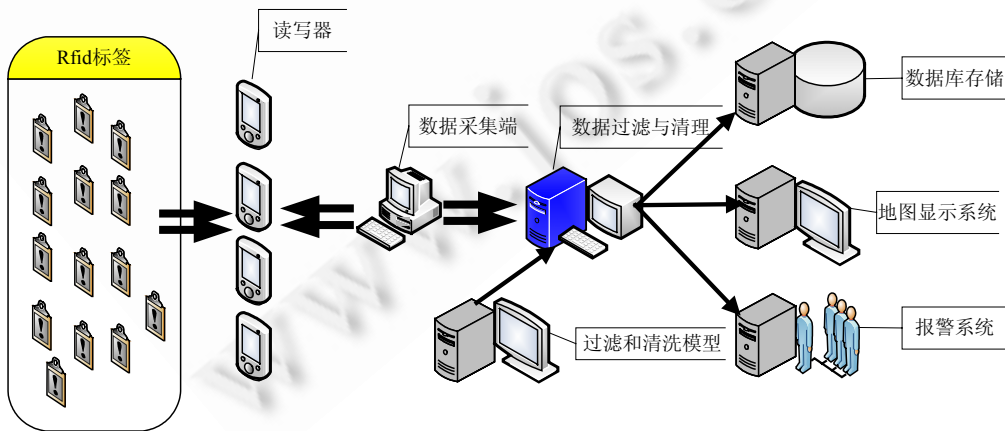 读写器
Rfid标签
数据采集端
数据过滤与清理
数据库存储
地图显示系统
过滤和清洗模型
报警系统
www.jos.